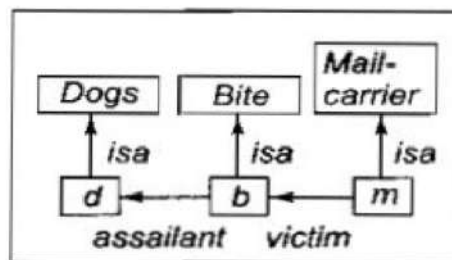 Dogs
Bite
Mail-
carrier
isa
isa
isa
d
b
m
assailant
victim